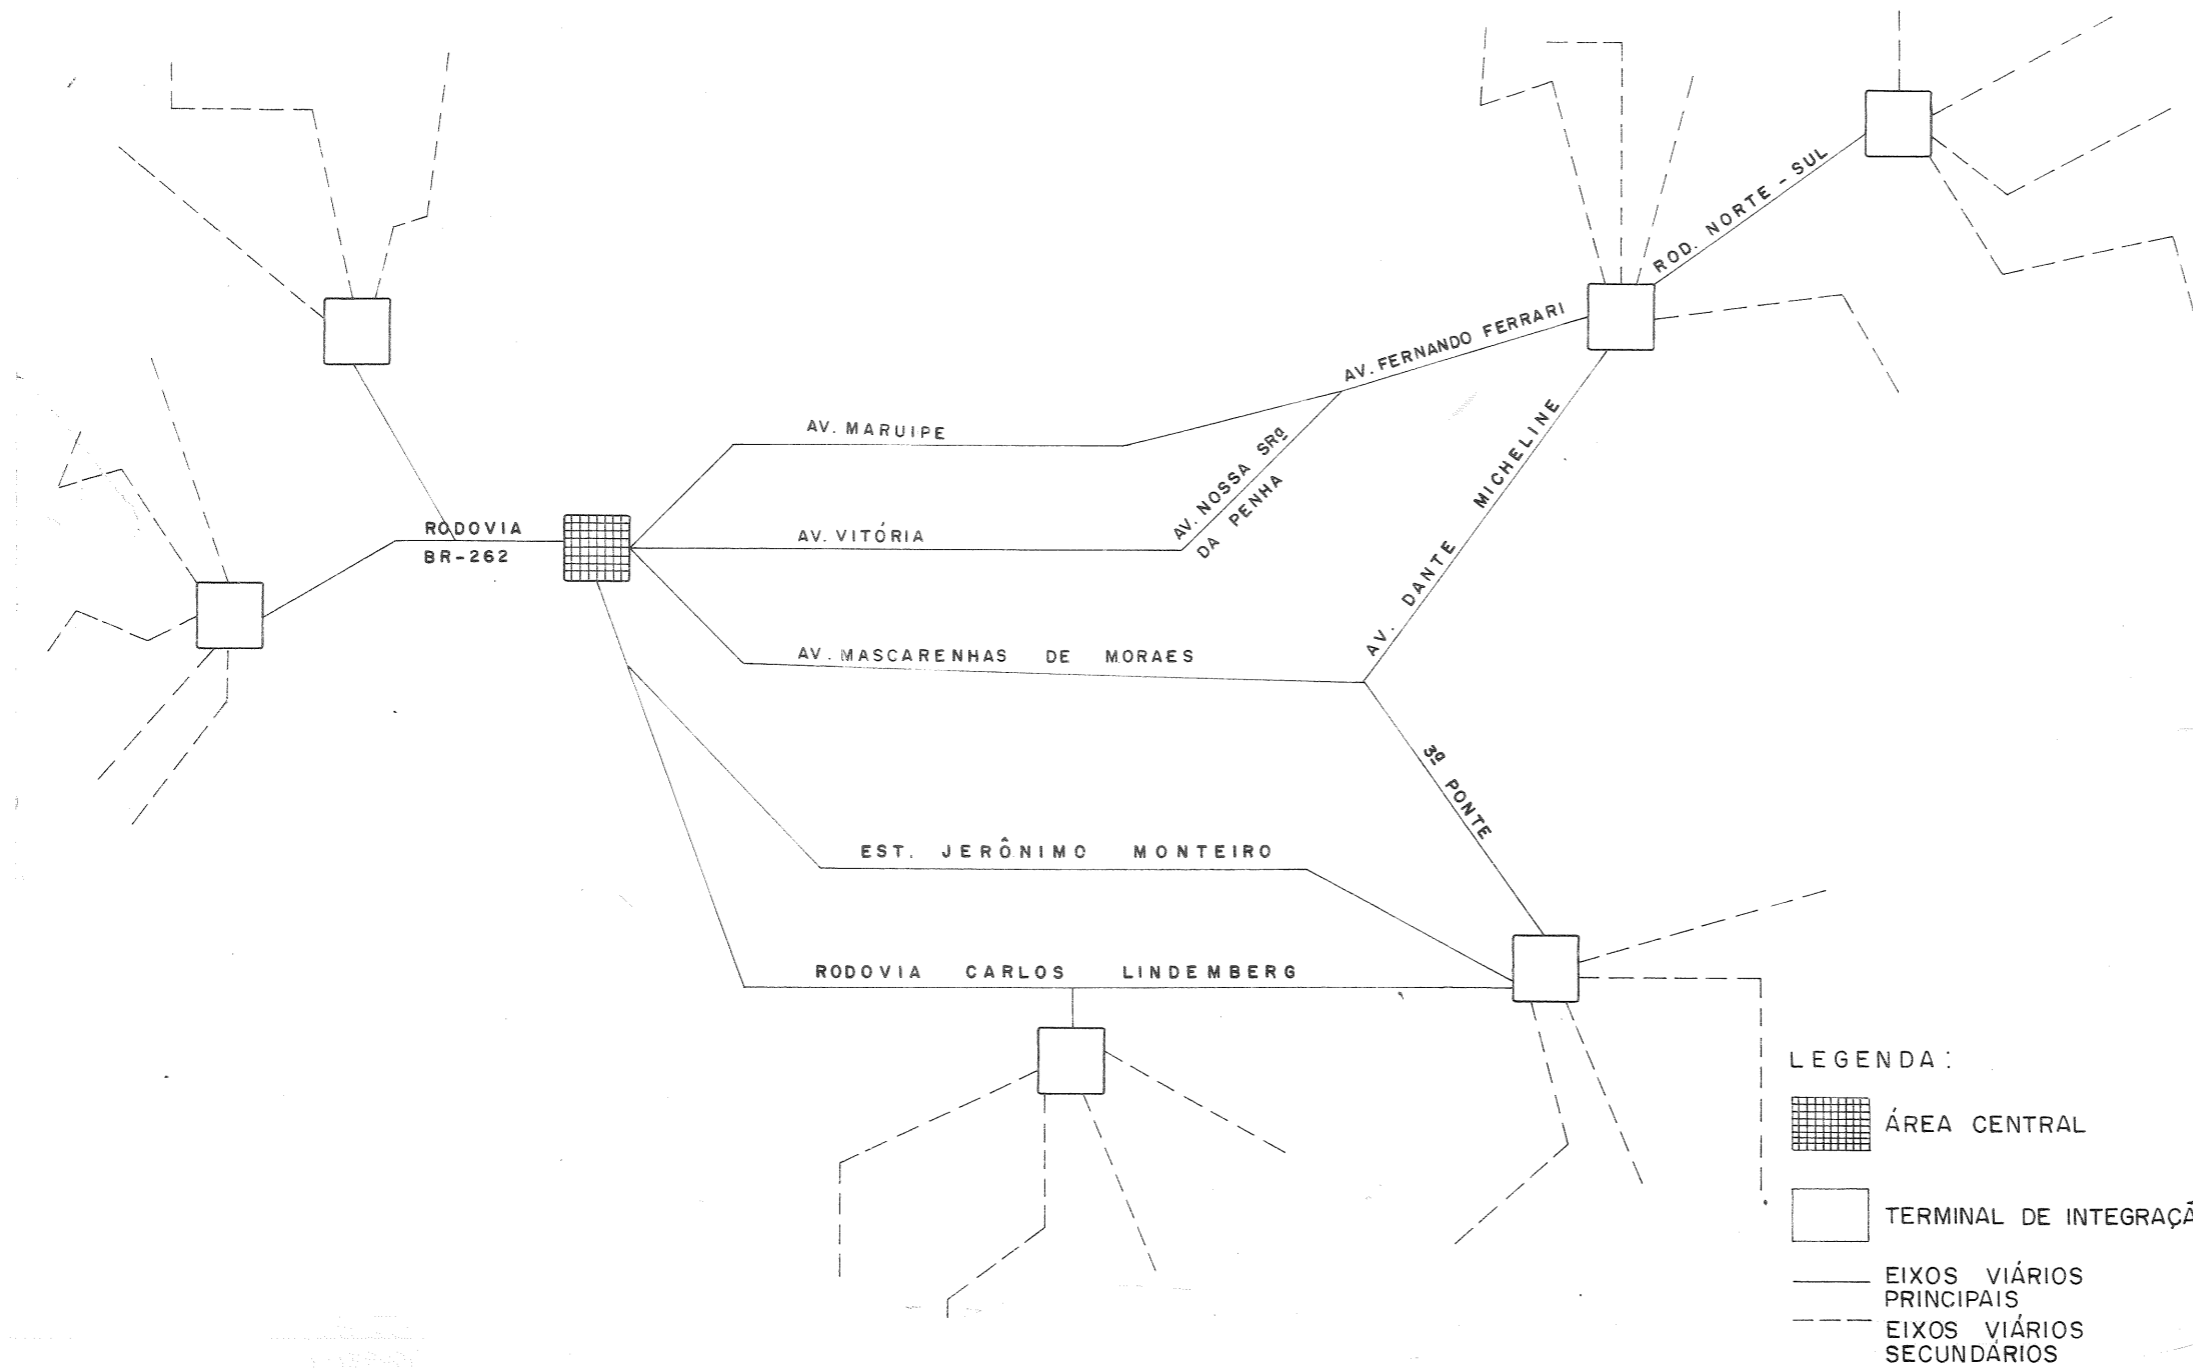 ROD. NORTE - SUL
AV. FERNANDO FERRARI
AV. MARUIPE
AV. NOSSA SRª
DA PENHA
AV. DANTE MICHELINE
RODOVIA
BR-262
AV. VITÓRIA
AV. MASCARENHAS DE MORAES
3ª PONTE
EST. JERÔNIMO MONTEIRO
RODOVIA CARLOS LINDEMBERG
LEGENDA:
ÁREA CENTRAL
TERMINAL DE INTEGRAÇÃ
EIXOS VIÁRIOS
PRINCIPAIS
EIXOS VIÁRIOS
SECUNDÁRIOS